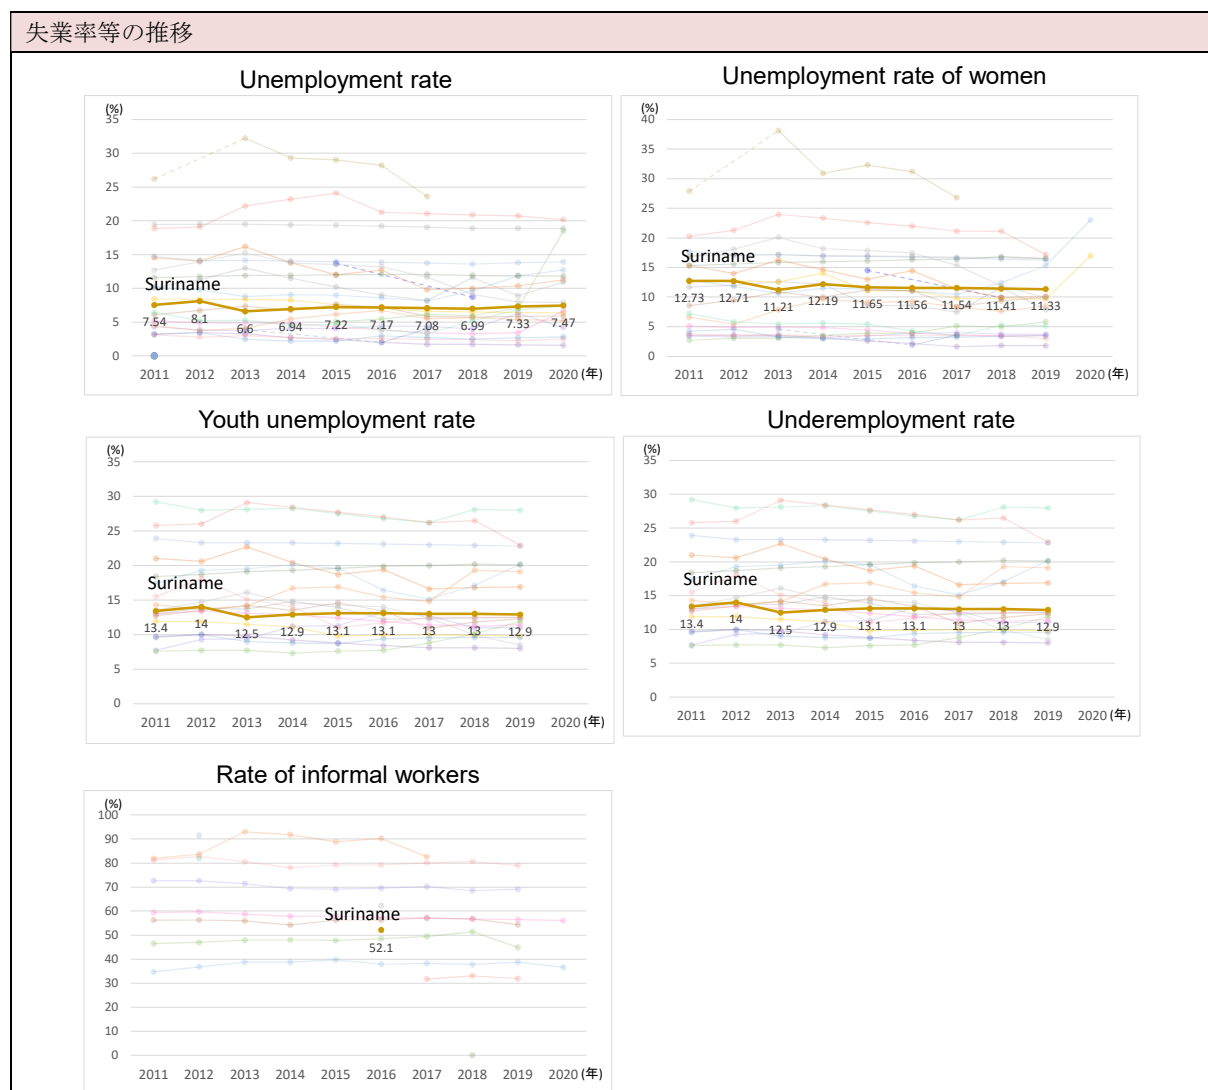 失業率等の推移
Unemployment rate
(%)
35
30
25
20
15
10
5
0
Suriname
7.54 8.1 6.6 6.94 7.22 7.17 7.08 6.99 7.33 7.47
2011 2012 2013 2014 2015 2016 2017 2018 2019 2020 (年)
Unemployment rate of women
(%)
40
35
30
25
20
15
10
5
0
Suriname
12.73 12.71 11.21 12.19 11.65 11.56 11.54 11.41 11.33
2011 2012 2013 2014 2015 2016 2017 2018 2019 2020 (年)
Youth unemployment rate
(%)
35
30
25
20
15
10
5
0
Suriname
13.4 14 12.5 12.9 13.1 13.1 13 13 12.9
2011 2012 2013 2014 2015 2016 2017 2018 2019 2020 (年)
Underemployment rate
(%)
35
30
25
20
15
10
5
0
Suriname
13.4 14 12.5 12.9 13.1 13.1 13 13 12.9
2011 2012 2013 2014 2015 2016 2017 2018 2019 2020 (年)
Rate of informal workers
(%)
100
90
80
70
60
50
40
30
20
10
0
Suriname
52.1
2011 2012 2013 2014 2015 2016 2017 2018 2019 2020 (年)